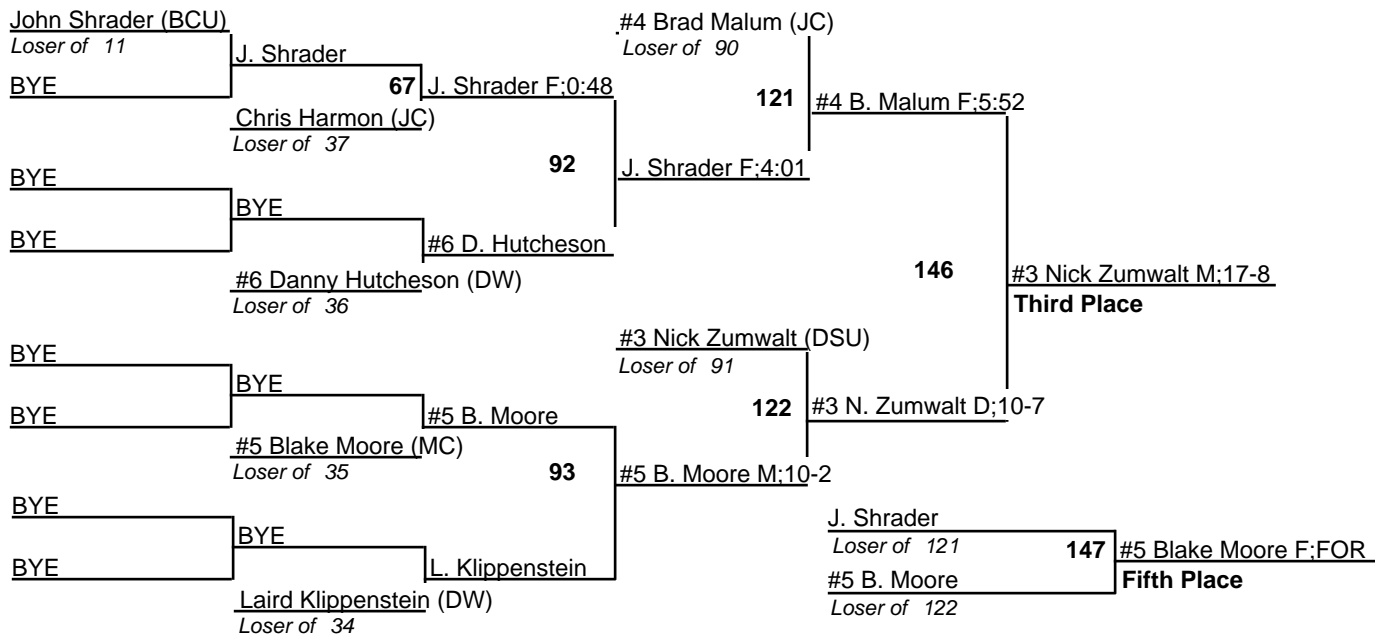 John Shrader (BCU)
Loser of 11
J. Shrader
BYE
67
J. Shrader F;0:48
Chris Harmon (JC)
Loser of 37
92
J. Shrader F;4:01
BYE
BYE
BYE
#6 D. Hutcheson
#6 Danny Hutcheson (DW)
Loser of 36
#4 Brad Malum (JC)
Loser of 90
121
#4 B. Malum F;5:52
146
#3 Nick Zumwalt M;17-8
Third Place
BYE
BYE
BYE
#5 B. Moore
#5 Blake Moore (MC)
Loser of 35
93
#5 B. Moore M;10-2
BYE
BYE
BYE
L. Klippenstein
Laird Klippenstein (DW)
Loser of 34
#3 Nick Zumwalt (DSU)
Loser of 91
122
#3 N. Zumwalt D;10-7
J. Shrader
Loser of 121
147
#5 Blake Moore F;FOR
Fifth Place
#5 B. Moore
Loser of 122